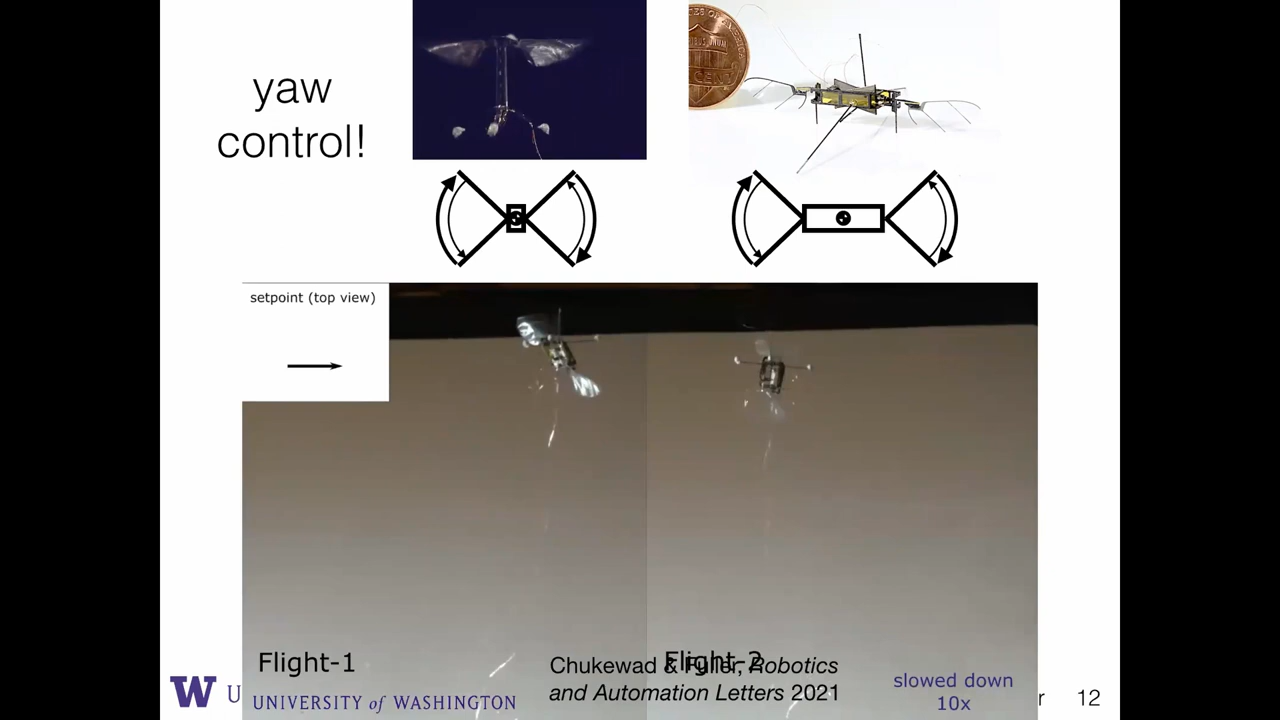 yaw
control!
setpoint (top view)
Flight-1
Flight-2
Chukewad & Fuller, Robotics
and Automation Letters 2021
slowed down
10x
W U
UNIVERSITY of WASHINGTON
r 12
CENT